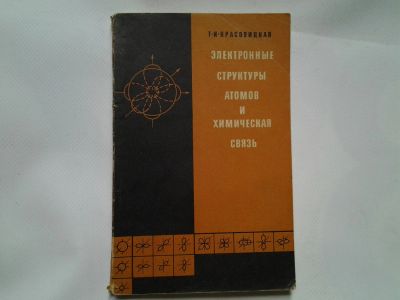 Т·И·КРАСОВИЦКАЯ
ЭЛЕКТРОННЫЕ
СТРУКТУРЫ
АТОМОВ
И
ХИМИЧЕСКАЯ
СВЯЗЬ